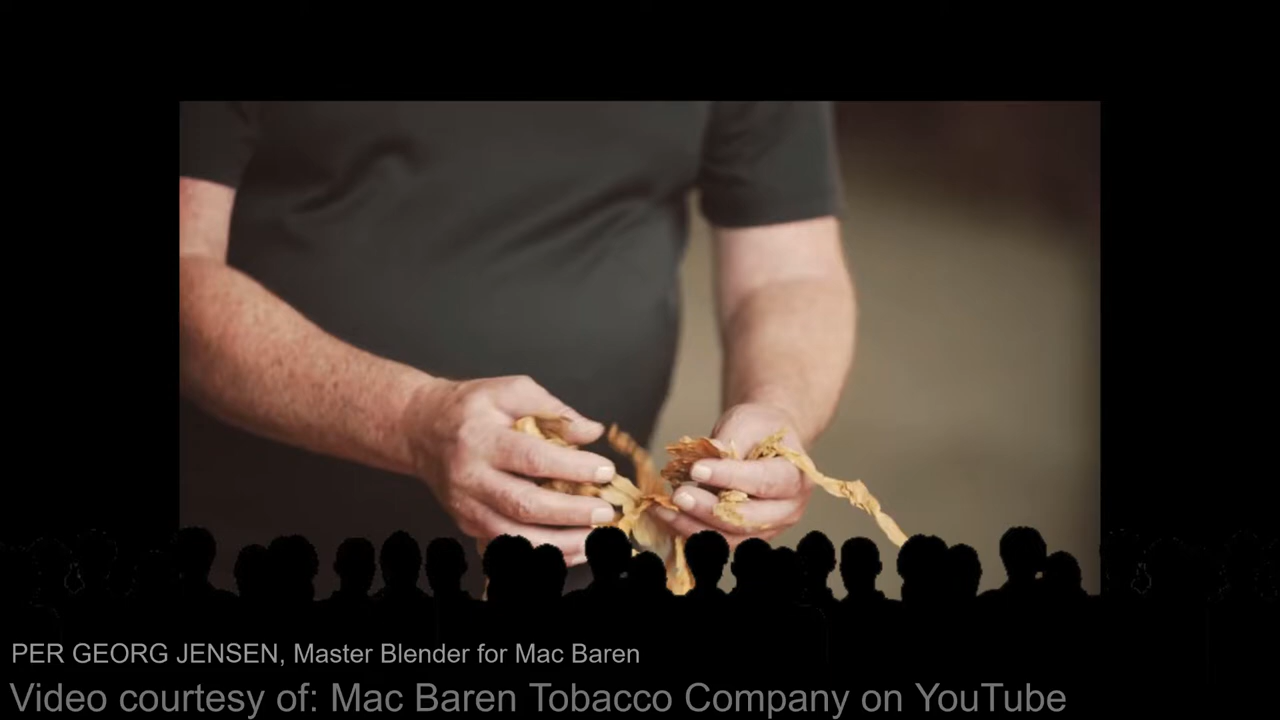 PER GEORG JENSEN, Master Blender for Mac Baren
Video courtesy of: Mac Baren Tobacco Company on YouTube